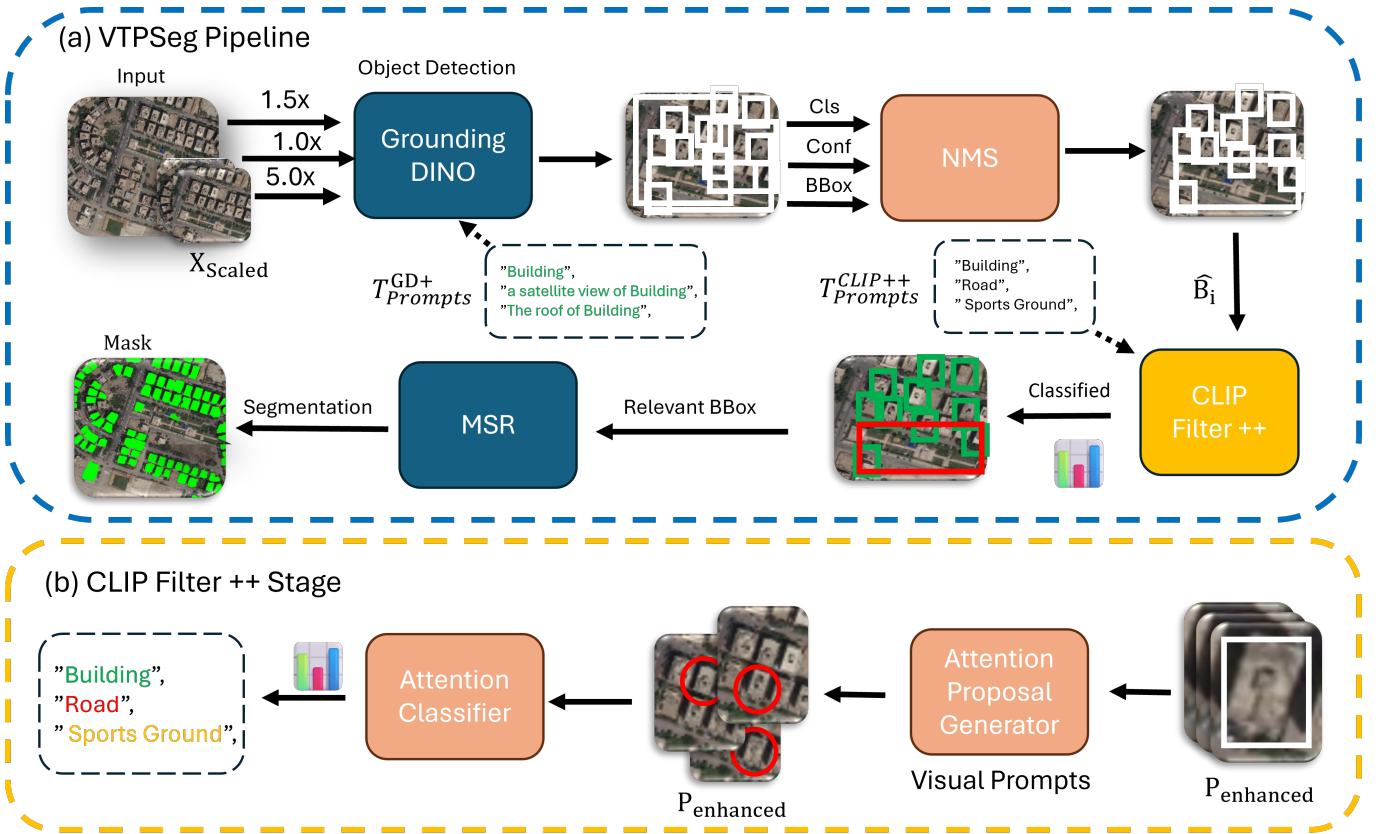 (a) VTPSeg Pipeline
Input
Object Detection
1.5x
1.0x
5.0x
Grounding
DINO
Cls
Conf
BBox
NMS
X_Scaled
T_Prompts^GD+
”Building”,
”a satellite view of Building”,
”The roof of Building”,
T_Prompts^CLIP++
”Building”,
”Road”,
” Sports Ground”,
B̂_i
Mask
Segmentation
MSR
Relevant BBox
Classified
CLIP
Filter ++
(b) CLIP Filter ++ Stage
”Building”,
”Road”,
” Sports Ground”,
Attention
Classifier
P_enhanced
Attention
Proposal
Generator
Visual Prompts
P_enhanced